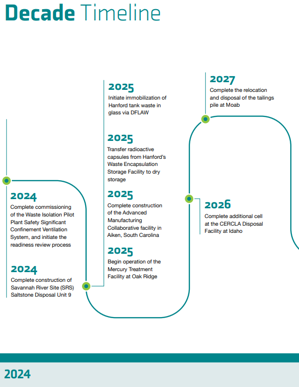 Decade Timeline
2024
Complete commissioning
of the Waste Isolation Pilot
Plant Safety Significant
Confinement Ventilation
System, and initiate the
readiness review process
2024
Complete construction of
Savannah River Site (SRS)
Saltstone Disposal Unit 9
2025
Initiate immobilization of
Hanford tank waste in
glass via DFLAW
2025
Transfer radioactive
capsules from Hanford's
Waste Encapsulation
Storage Facility to dry
storage
2025
Complete construction
of the Advanced
Manufacturing
Collaborative facility in
Aiken, South Carolina
2025
Begin operation of the
Mercury Treatment
Facility at Oak Ridge
2026
Complete additional cell
at the CERCLA Disposal
Facility at Idaho
2027
Complete the relocation
and disposal of the tailings
pile at Moab
2024